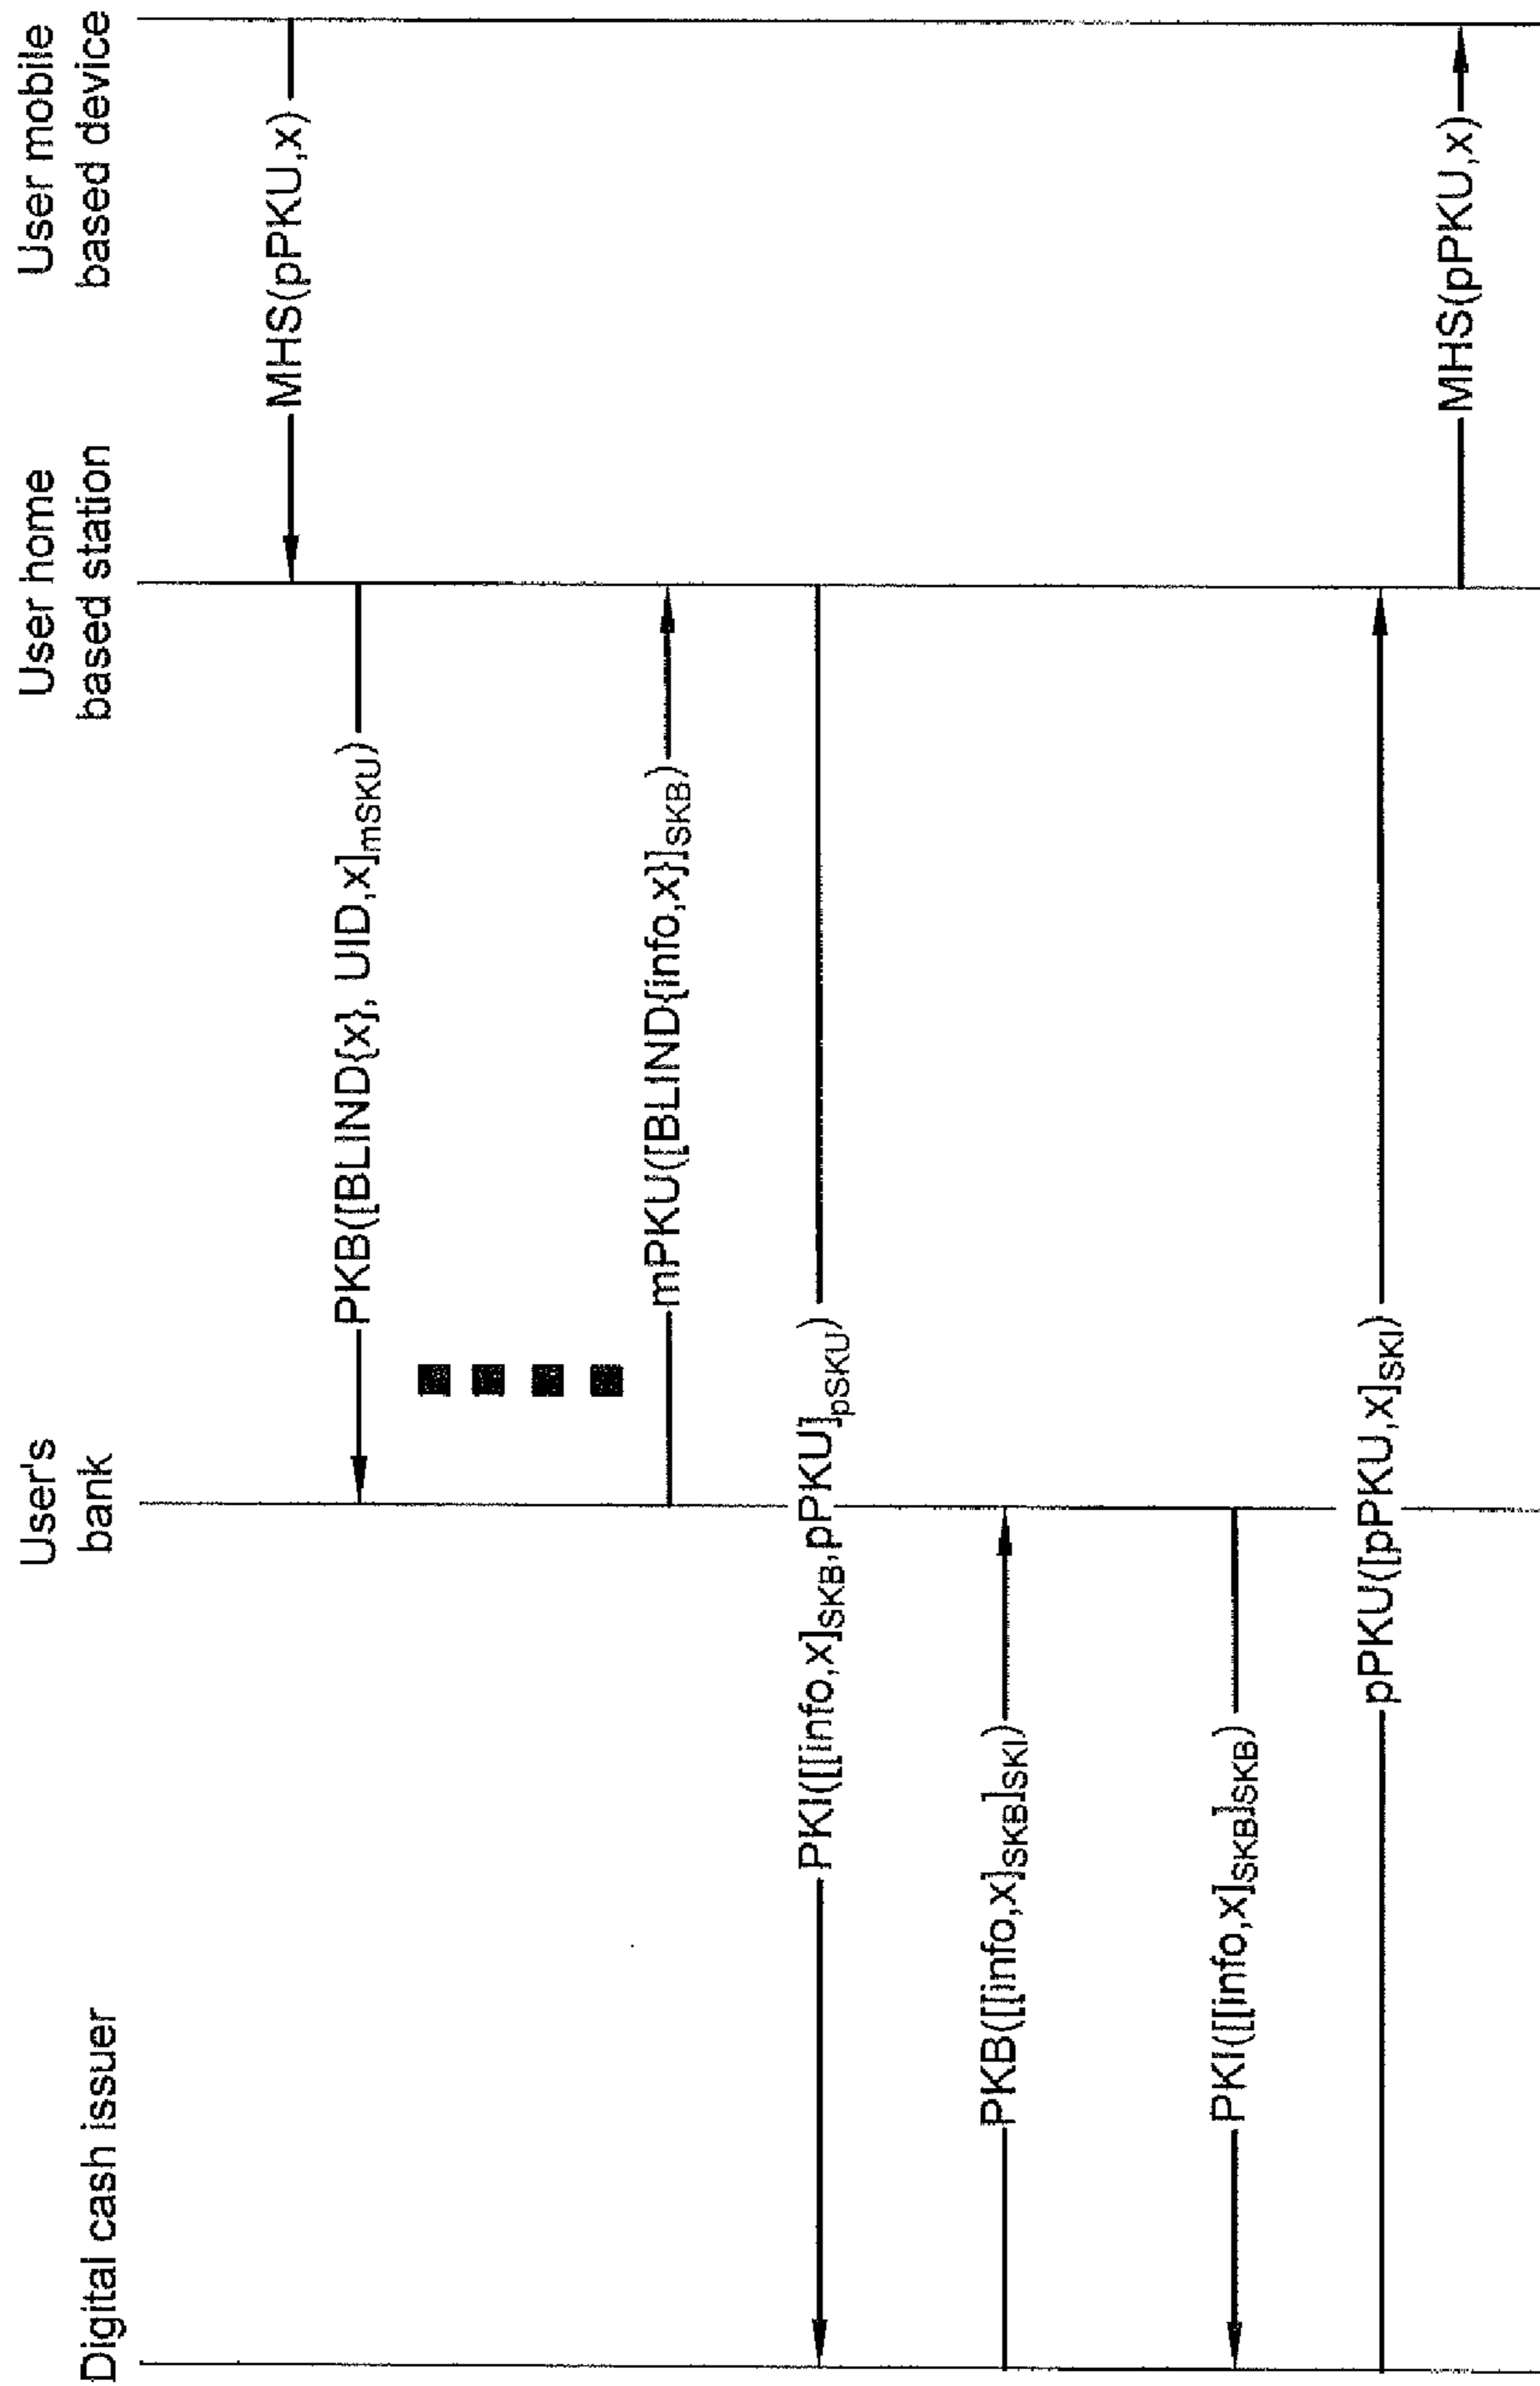 Digital cash issuer
User's
bank
User home
based station
User mobile
based device
MHS(pPKU,x)
PKB([BLIND{x}, UID,x]mSKU)
mPKU([BLIND{info,x}]SKB)
PKI([[info,x]SKB,pPKU]pSKU)
PKB([[info,x]SKB]SKI)
PKI([[info,x]SKB]SKB)
pPKU([pPKU,x]SKI)
MHS(pPKU,x)